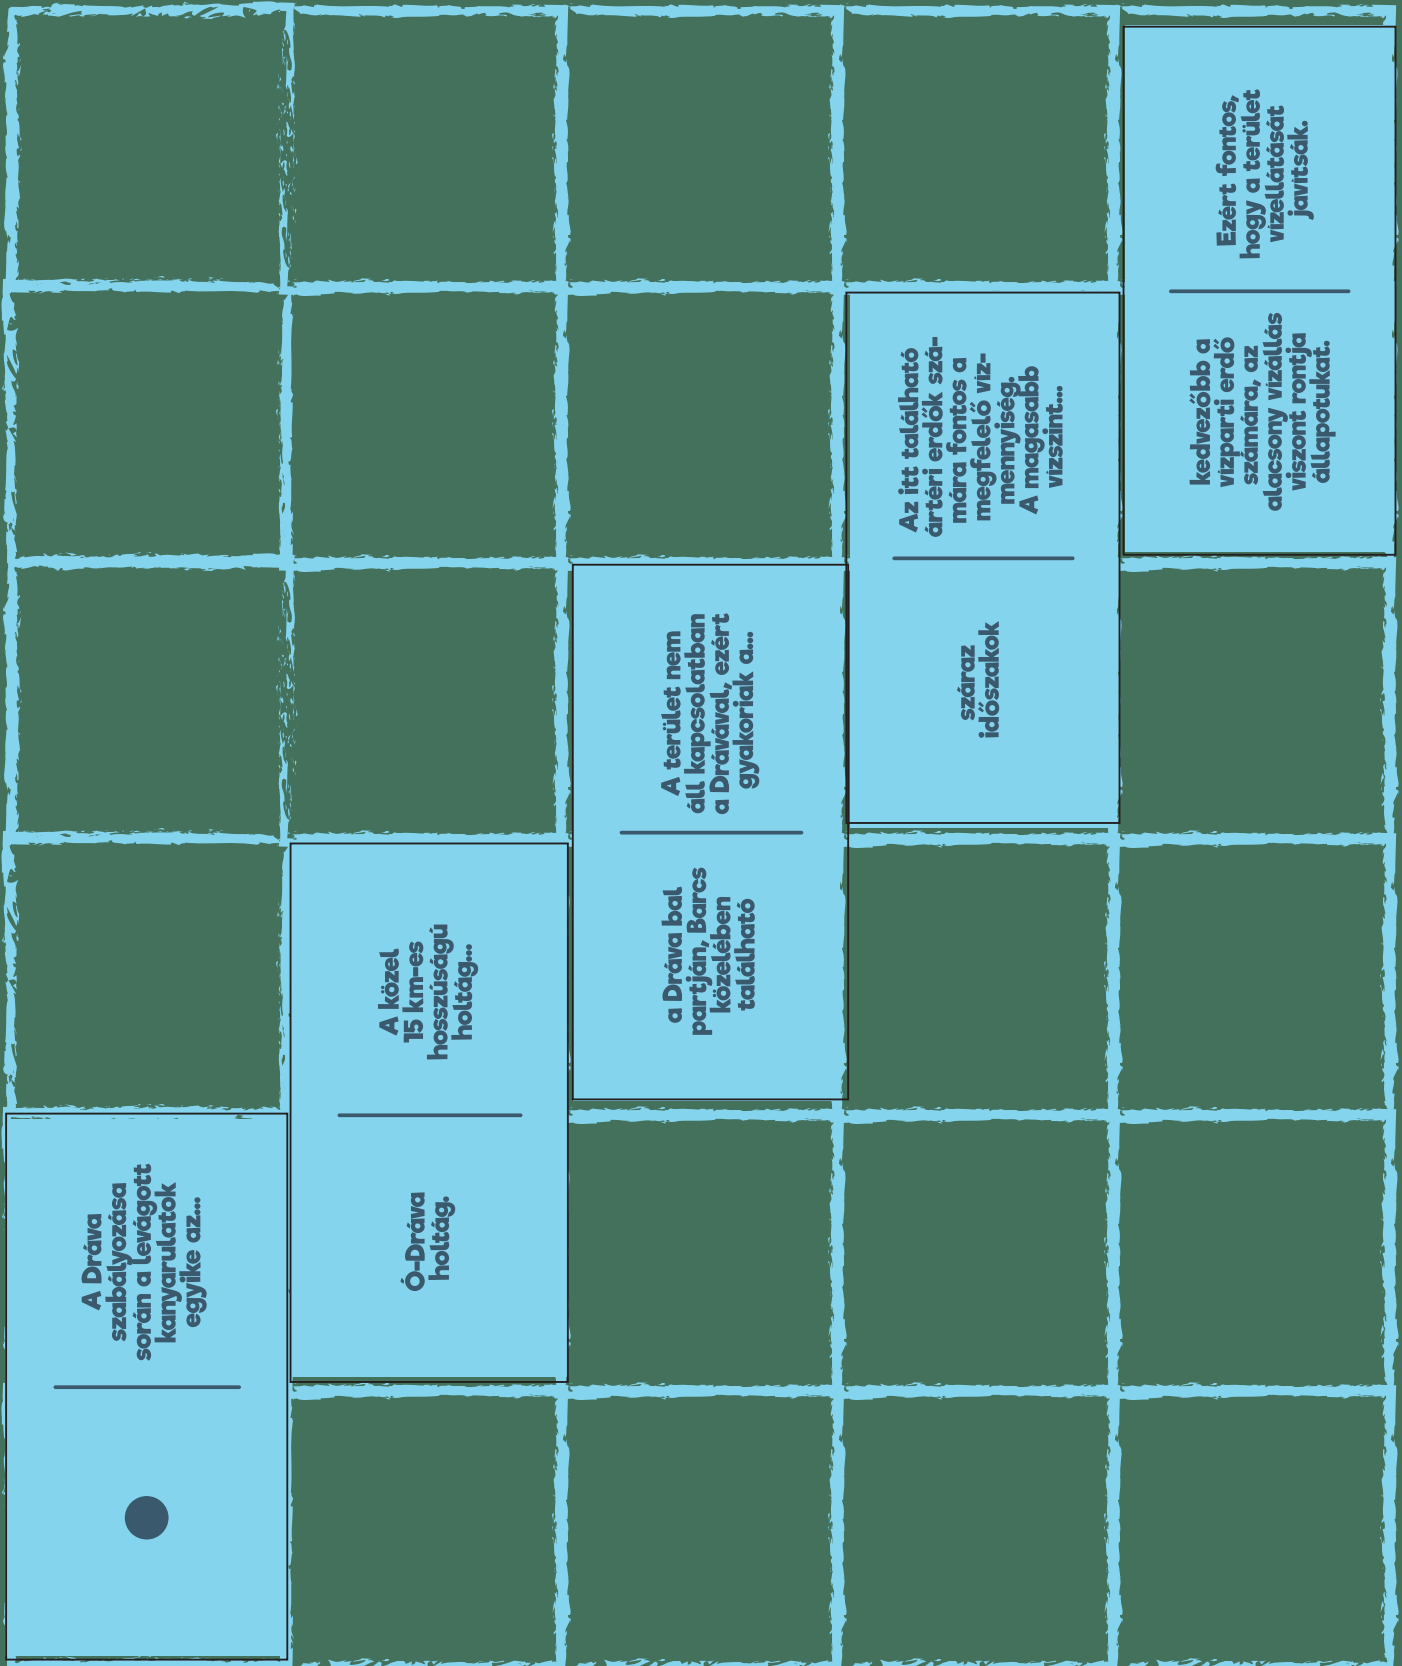 A Dráva
szabályozása
során a levágott
kanyarulatok
egyike az...
Ó-Dráva
holtág.
A közel
15 km-es
hosszúságú
holtág...
a Dráva bal
partján, Barcs
közelében
található
A terület nem
áll kapcsolatban
a Drávával, ezért
gyakoriak a...
száraz
időszakok
Az itt található
ártéri erdők szá-
mára fontos a
megfelelő víz-
mennyiség.
A magasabb
vízszint...
kedvezőbb a
vízparti erdő
számára, az
alacsony vízállás
viszont rontja
állapotukat.
Ezért fontos,
hogy a terület
vízellátását
javítsák.